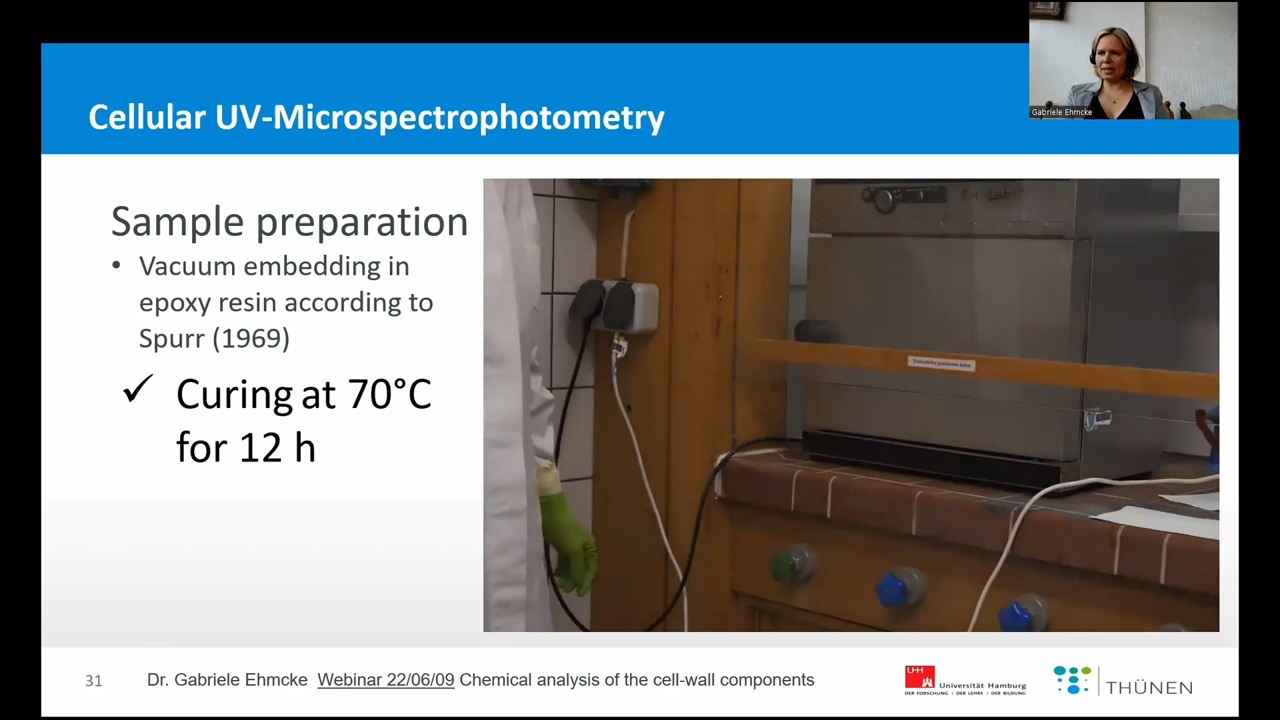 Gabriele Ehmcke
Cellular UV-Microspectrophotometry
Sample preparation
• Vacuum embedding in
epoxy resin according to
Spurr (1969)
✓ Curing at 70°C
for 12 h
31
Dr. Gabriele Ehmcke Webinar 22/06/09 Chemical analysis of the cell-wall components
UH
Universität Hamburg
DER FORSCHUNG | DER LEHRE | DER BILDUNG
THÜNEN